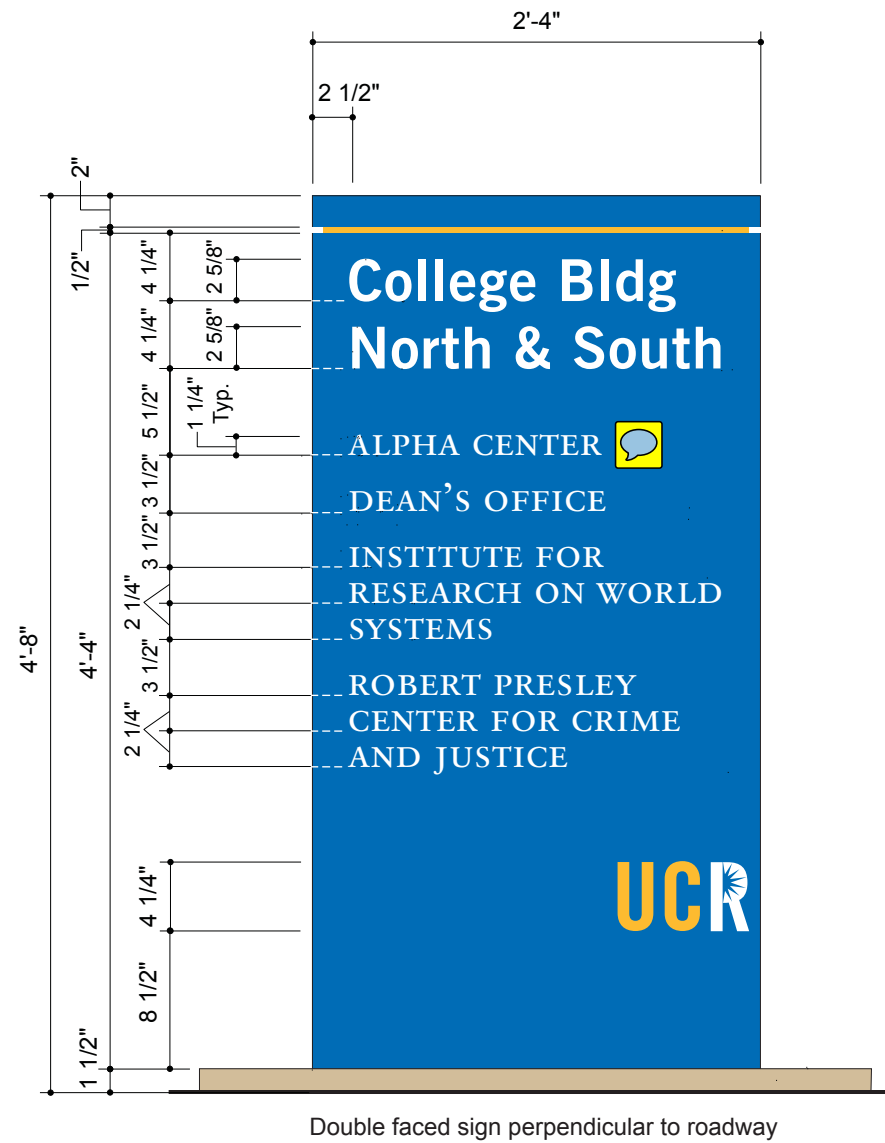 2'-4"
2 1/2"
2"
1/2"
4 1/4"
2 5/8"
College Bldg
4 1/4"
2 5/8"
North & South
5 1/2"
1 1/4"
Typ.
ALPHA CENTER
3 1/2"
DEAN'S OFFICE
3 1/2"
INSTITUTE FOR
2 1/4"
RESEARCH ON WORLD
SYSTEMS
4'-8"
4'-4"
3 1/2"
ROBERT PRESLEY
2 1/4"
CENTER FOR CRIME
AND JUSTICE
4 1/4"
UCR
8 1/2"
1 1/2"
Double faced sign perpendicular to roadway